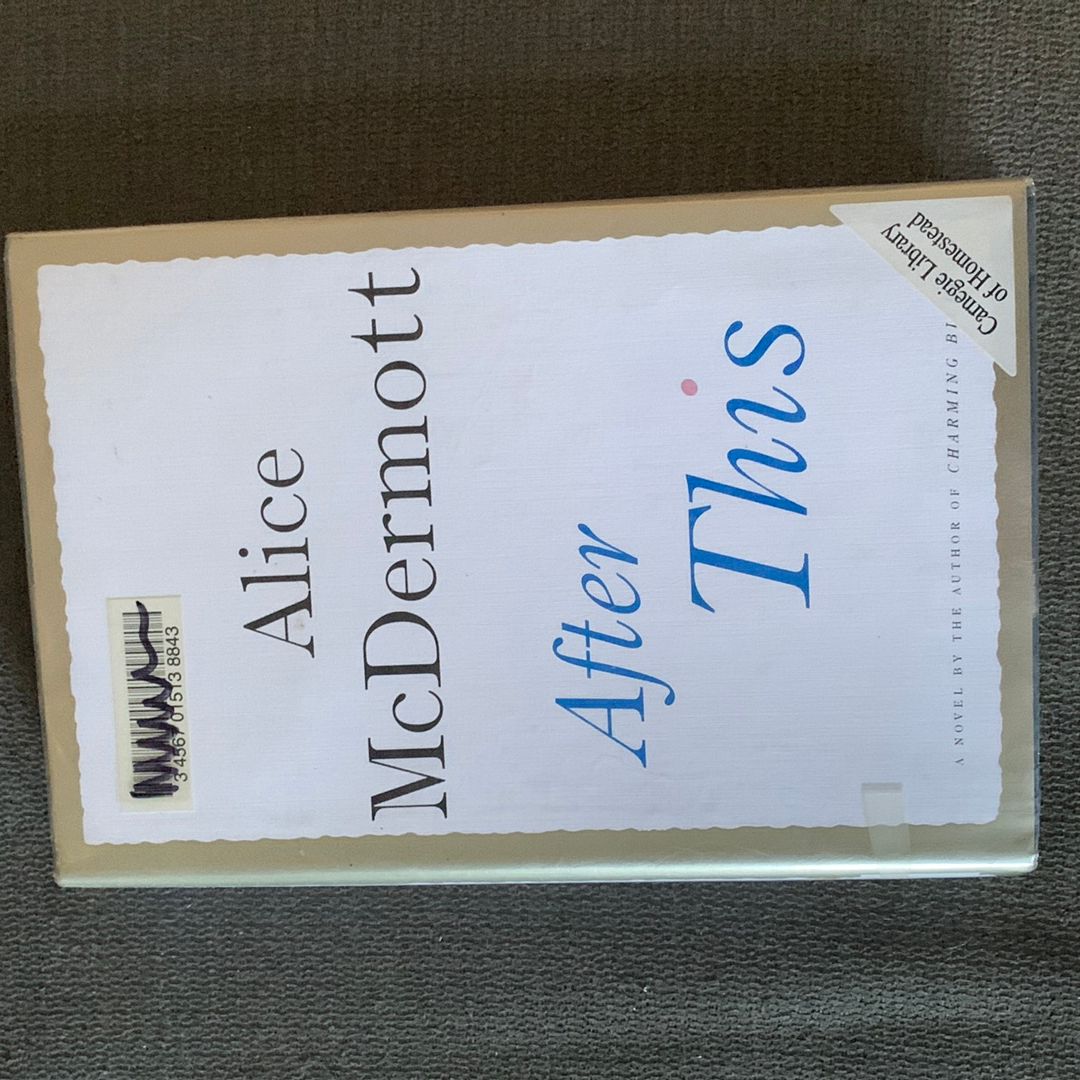 3 4567 01513 8843
Alice
McDermott
After
This
A NOVEL BY THE AUTHOR OF CHARMING BI
Carnegie Library
of Homestead